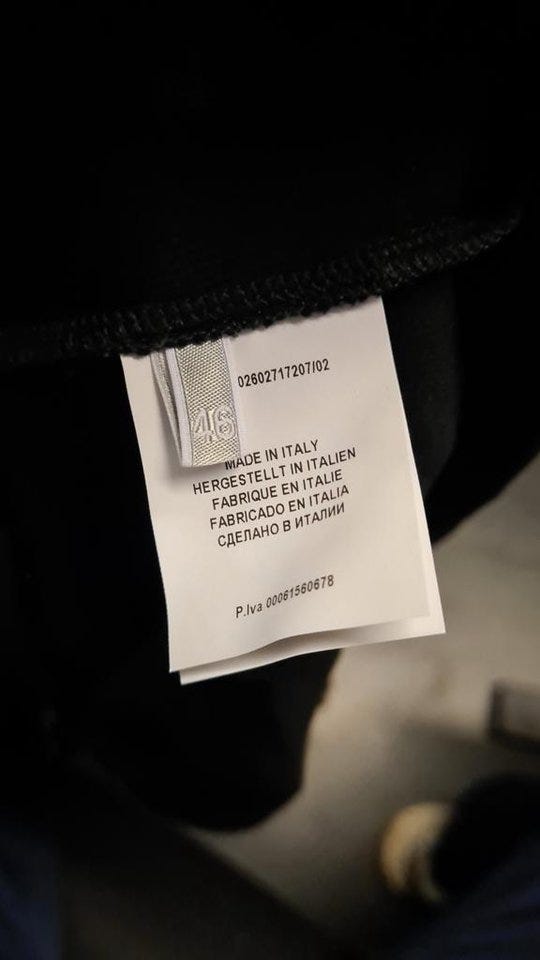 02602717207/02
46
MADE IN ITALY
HERGESTELLT IN ITALIEN
FABRIQUE EN ITALIE
FABRICADO EN ITALIA
СДЕЛАНО В ИТАЛИИ
P.Iva 00061560678